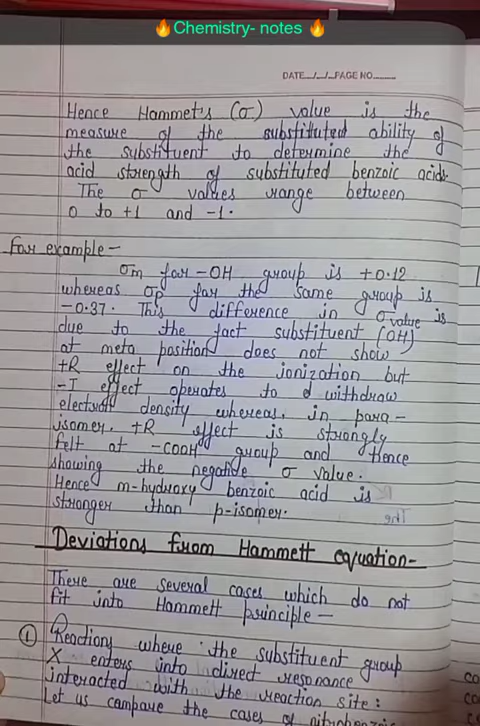 🔥Chemistry- notes 🔥
DATE__/__/__PAGE NO.____
Hence Hammet's (σ) value is the
measure of the substituted ability of
the substituent to determine the
acid strength of substituted benzoic acids.
The σ values range between
0 to +1 and -1.
For example -
σm for -OH group is +0.12
whereas σp for the same group is
-0.37. This difference in σ value is
due to the fact substituent (OH)
at meta position does not show
+R effect on the ionization but
-I effect operates to withdraw
electron density whereas, in para-
isomer, +R effect is strongly
felt at -COOH group and Hence
showing the negative σ value.
Hence m-hydroxy benzoic acid is
stronger than p-isomer.
Deviations from Hammett equation-
There are several cases which do not
fit into Hammett principle -
① Reactions where the substituent group
X enters into direct resonance
interacted with the reaction site:
Let us compare the cases of